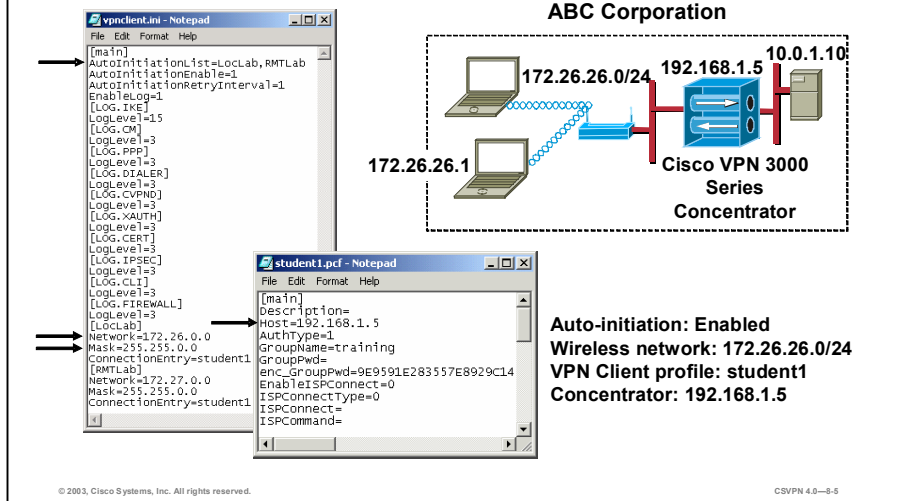 vpnclient.ini - Notepad
File Edit Format Help
[main]
AutoInitiationList=LocLab,RMTLab
AutoInitiationEnable=1
AutoInitiationRetryInterval=1
EnableLog=1
[LOG.IKE]
LogLevel=15
[LOG.CM]
LogLevel=3
[LOG.PPP]
LogLevel=3
[LOG.DIALER]
LogLevel=3
[LOG.CVPND]
LogLevel=3
[LOG.XAUTH]
LogLevel=3
[LOG.CERT]
LogLevel=3
[LOG.IPSEC]
LogLevel=3
[LOG.CLI]
LogLevel=3
[LOG.FIREWALL]
LogLevel=3
[LocLab]
Network=172.26.0.0
Mask=255.255.0.0
ConnectionEntry=student1
[RMTLab]
Network=172.27.0.0
Mask=255.255.0.0
ConnectionEntry=student1
student1.pcf - Notepad
File Edit Format Help
[main]
Description=
Host=192.168.1.5
AuthType=1
GroupName=training
GroupPwd=
enc_GroupPwd=9E9591E283557E8929C14
EnableISPConnect=0
ISPConnectType=0
ISPConnect=
ISPCommand=
ABC Corporation
172.26.26.0/24
192.168.1.5
10.0.1.10
172.26.26.1
Cisco VPN 3000
Series
Concentrator
Auto-initiation: Enabled
Wireless network: 172.26.26.0/24
VPN Client profile: student1
Concentrator: 192.168.1.5
© 2003, Cisco Systems, Inc. All rights reserved.
CSVPN 4.0—8-5